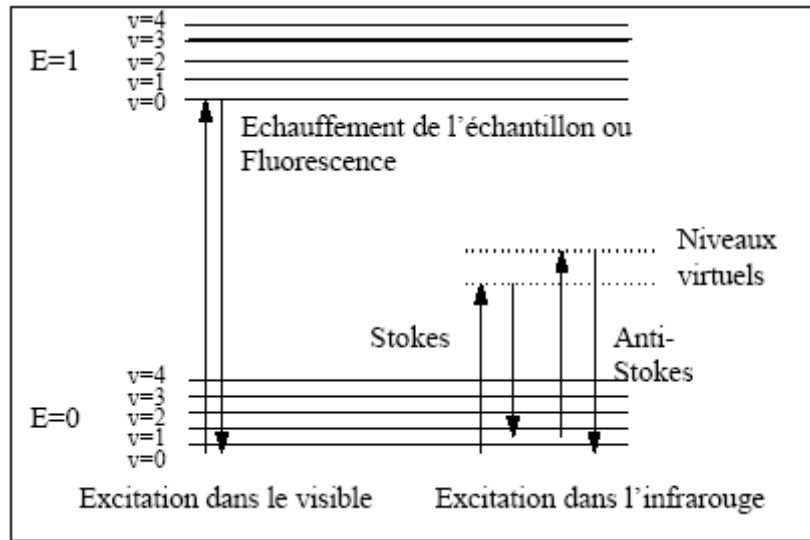 v=4
v=3
v=2
v=1
v=0
E=1
Echauffement de l'échantillon ou
Fluorescence
Niveaux
virtuels
Stokes
Anti-
Stokes
v=4
v=3
v=2
v=1
v=0
E=0
Excitation dans le visible
Excitation dans l'infrarouge